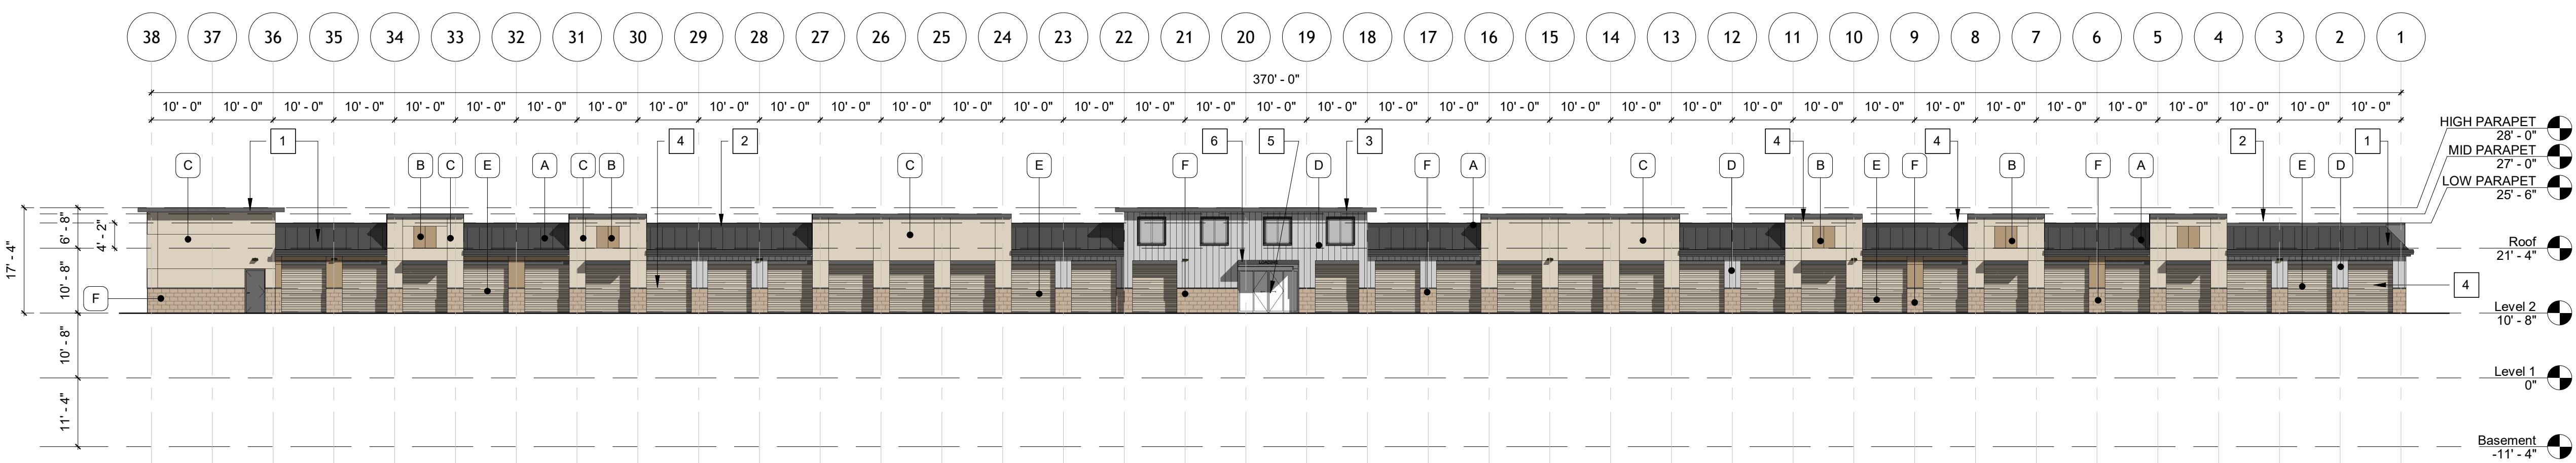 38 37 36 35 34 33 32 31 30 29 28 27 26 25 24 23 22 21 20 19 18 17 16 15 14 13 12 11 10 9 8 7 6 5 4 3 2 1
370' - 0"
10' - 0" 10' - 0" 10' - 0" 10' - 0" 10' - 0" 10' - 0" 10' - 0" 10' - 0" 10' - 0" 10' - 0" 10' - 0" 10' - 0" 10' - 0" 10' - 0" 10' - 0" 10' - 0" 10' - 0" 10' - 0" 10' - 0" 10' - 0" 10' - 0" 10' - 0" 10' - 0" 10' - 0" 10' - 0" 10' - 0" 10' - 0" 10' - 0" 10' - 0" 10' - 0" 10' - 0" 10' - 0" 10' - 0" 10' - 0" 10' - 0" 10' - 0" 10' - 0"
1 4 2 6 5 3 4 4 2 1
C B C E A C B C E F D F A C D B E F B F A E D
HIGH PARAPET
28' - 0"
MID PARAPET
27' - 0"
LOW PARAPET
25' - 6"
Roof
21' - 4"
Level 2
10' - 8"
Level 1
0"
Basement
-11' - 4"
17' - 4"
6' - 8"
4' - 2"
10' - 8"
10' - 8"
11' - 4"
F
4
LOADING